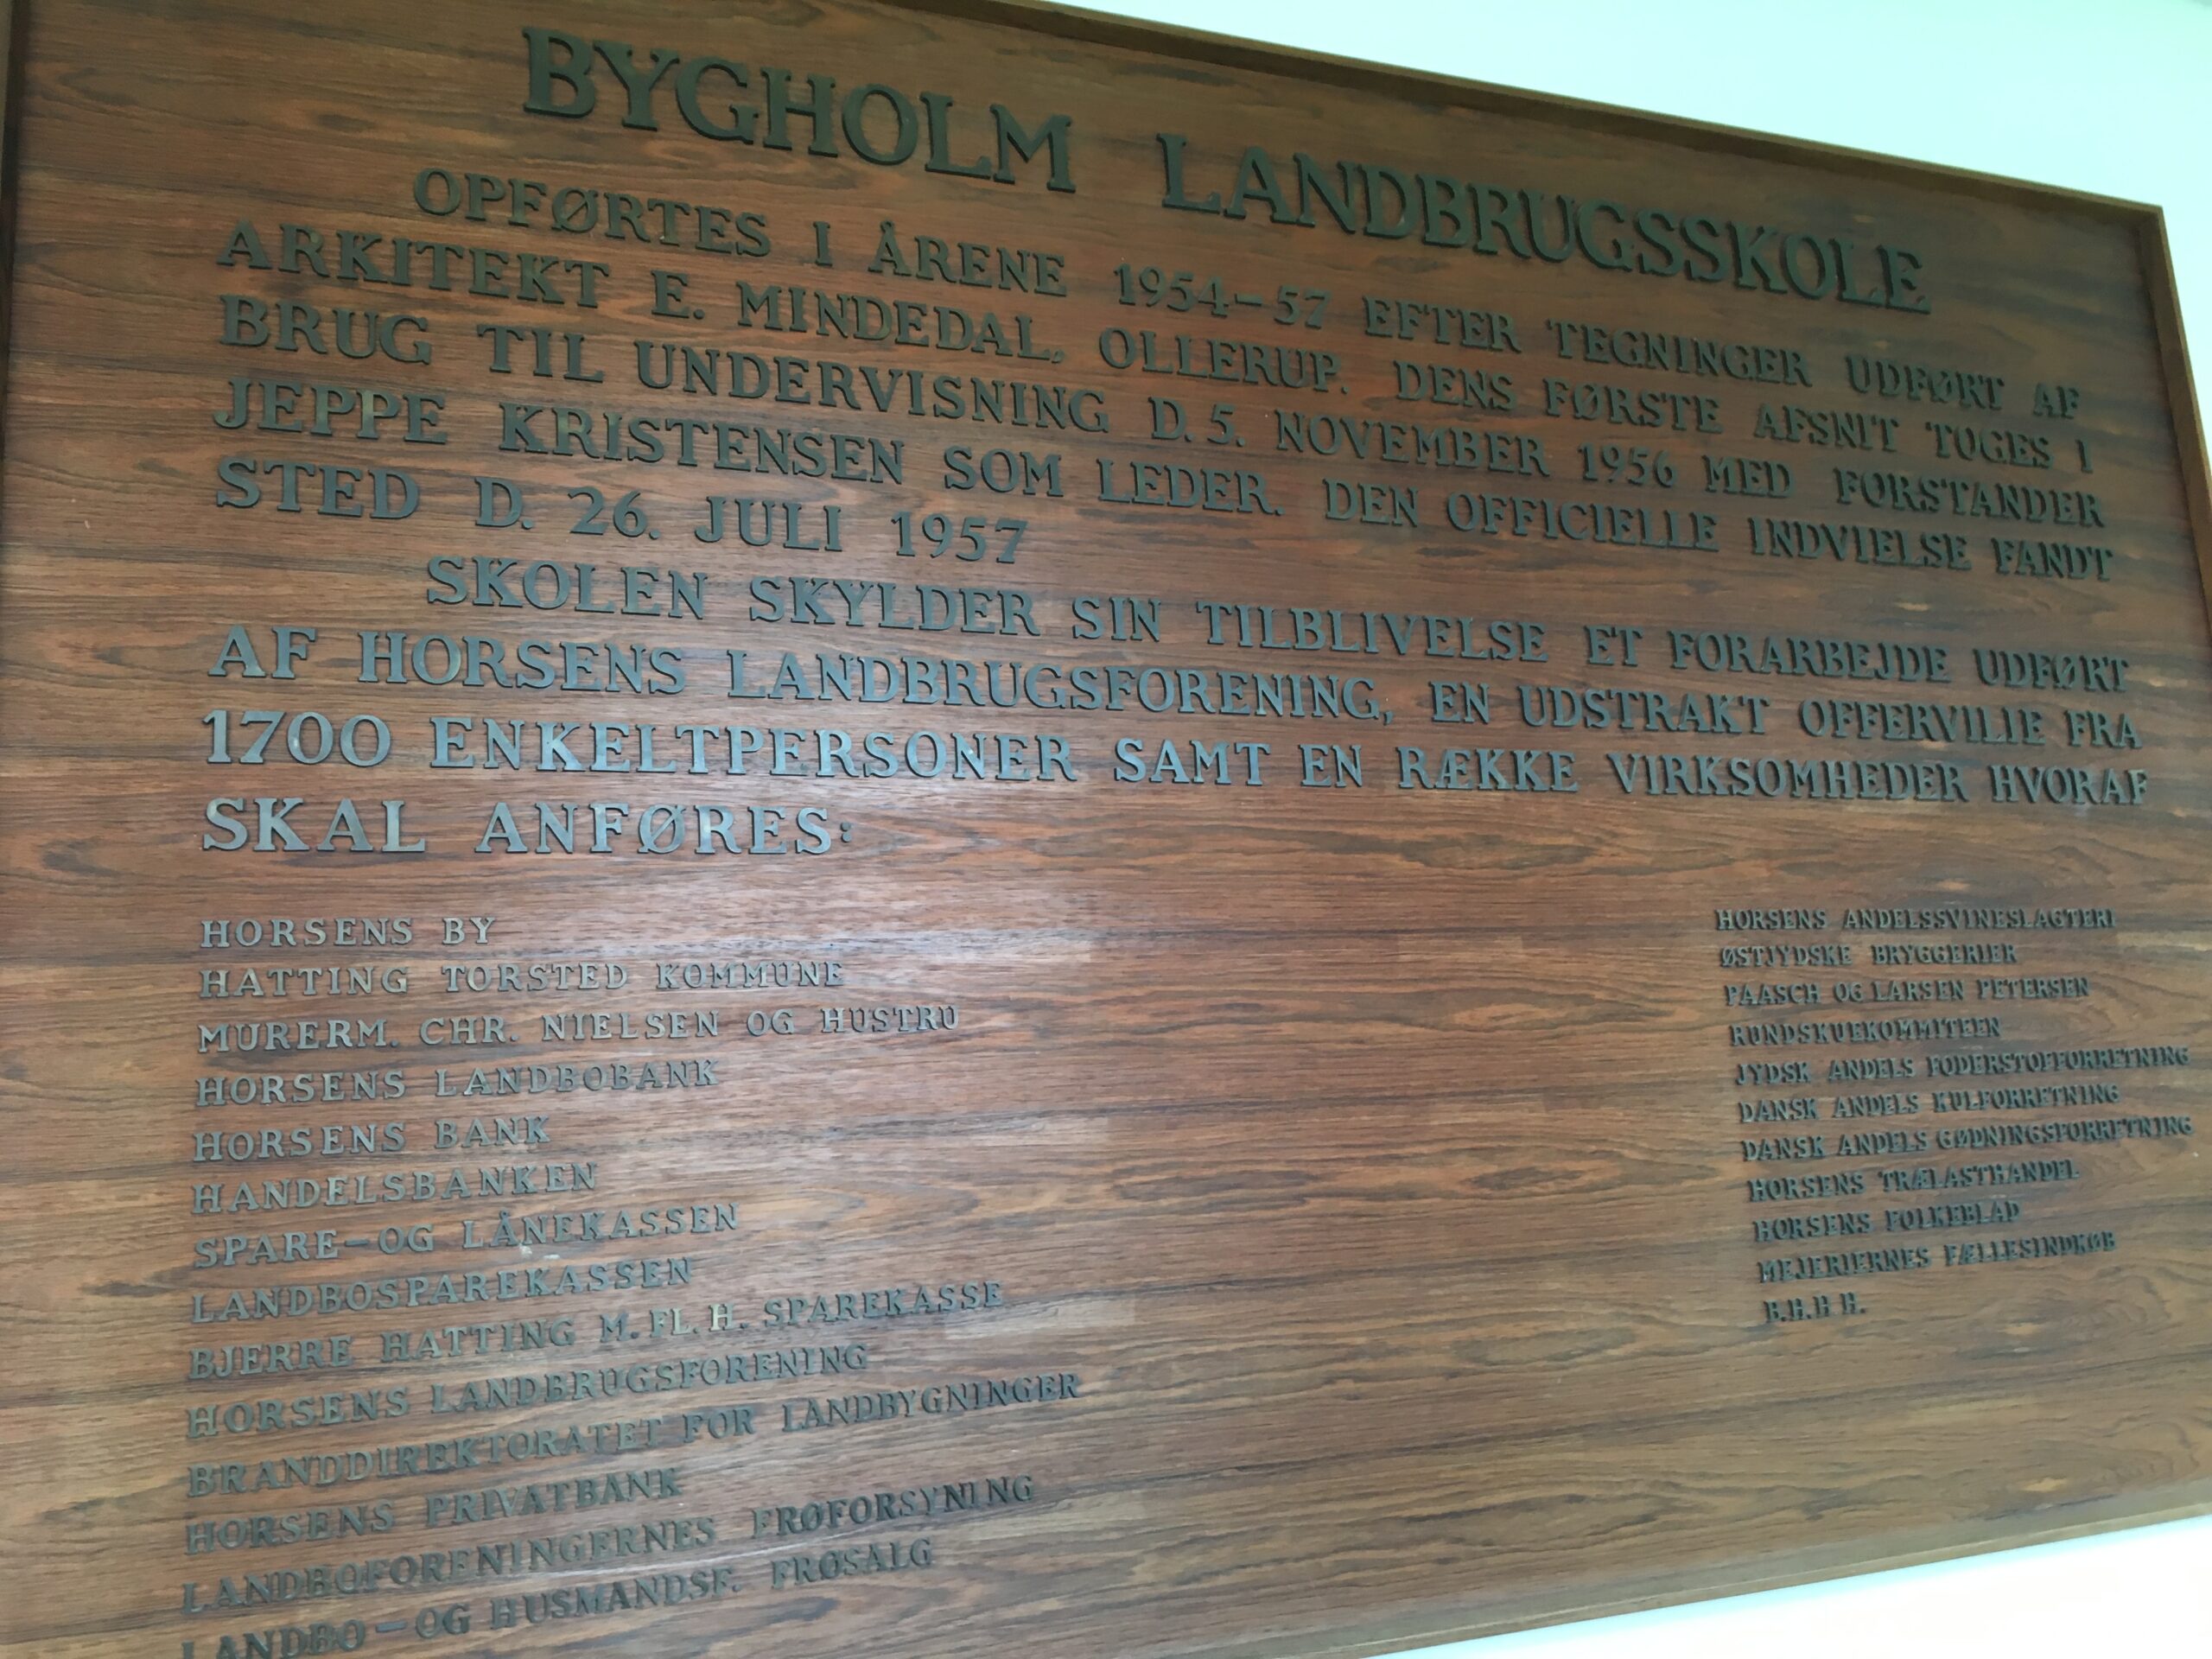 BYGHOLM LANDBRUGSSKOLE
OPFØRTES I ÅRENE 1954-57 EFTER TEGNINGER UDFØRT AF
ARKITEKT E. MINDEDAL, OLLERUP. DENS FØRSTE AFSNIT TOGES I
BRUG TIL UNDERVISNING D. 5. NOVEMBER 1956 MED FORSTANDER
JEPPE KRISTENSEN SOM LEDER. DEN OFFICIELLE INDVIELSE FANDT
STED D. 26. JULI 1957
SKOLEN SKYLDER SIN TILBLIVELSE ET FORARBEJDE UDFØRT
AF HORSENS LANDBRUGSFORENING, EN UDSTRAKT OFFERVILIE FRA
1700 ENKELTPERSONER SAMT EN RÆKKE VIRKSOMHEDER HVORAF
SKAL ANFØRES:
HORSENS BY
HATTING TORSTED KOMMUNE
MURERM. CHR. NIELSEN OG HUSTRU
HORSENS LANDBOBANK
HORSENS BANK
HANDELSBANKEN
SPARE-OG LÅNEKASSEN
LANDBOSPAREKASSEN
BJERRE HATTING M. FL. H. SPAREKASSE
HORSENS LANDBRUGSFORENING
BRANDDIREKTORATET FOR LANDBYGNINGER
HORSENS PRIVATBANK
LANDBOFORENINGERNES FRØFORSYNING
LANDBO-OG HUSMANDSF. FRØSALG
HORSENS ANDELSSVINESLAGTERI
ØSTJYDSKE BRYGGERIER
PAASCH OG LARSEN PETERSEN
RUNDSKUEKOMMITEEN
JYDSK ANDELS FODERSTOFFORRETNING
DANSK ANDELS KULFORRETNING
DANSK ANDELS GØDNINGSFORRETNING
HORSENS TRÆLASTHANDEL
HORSENS FOLKEBLAD
MEJERIERNES FÆLLESINDKØB
B.H.H H.